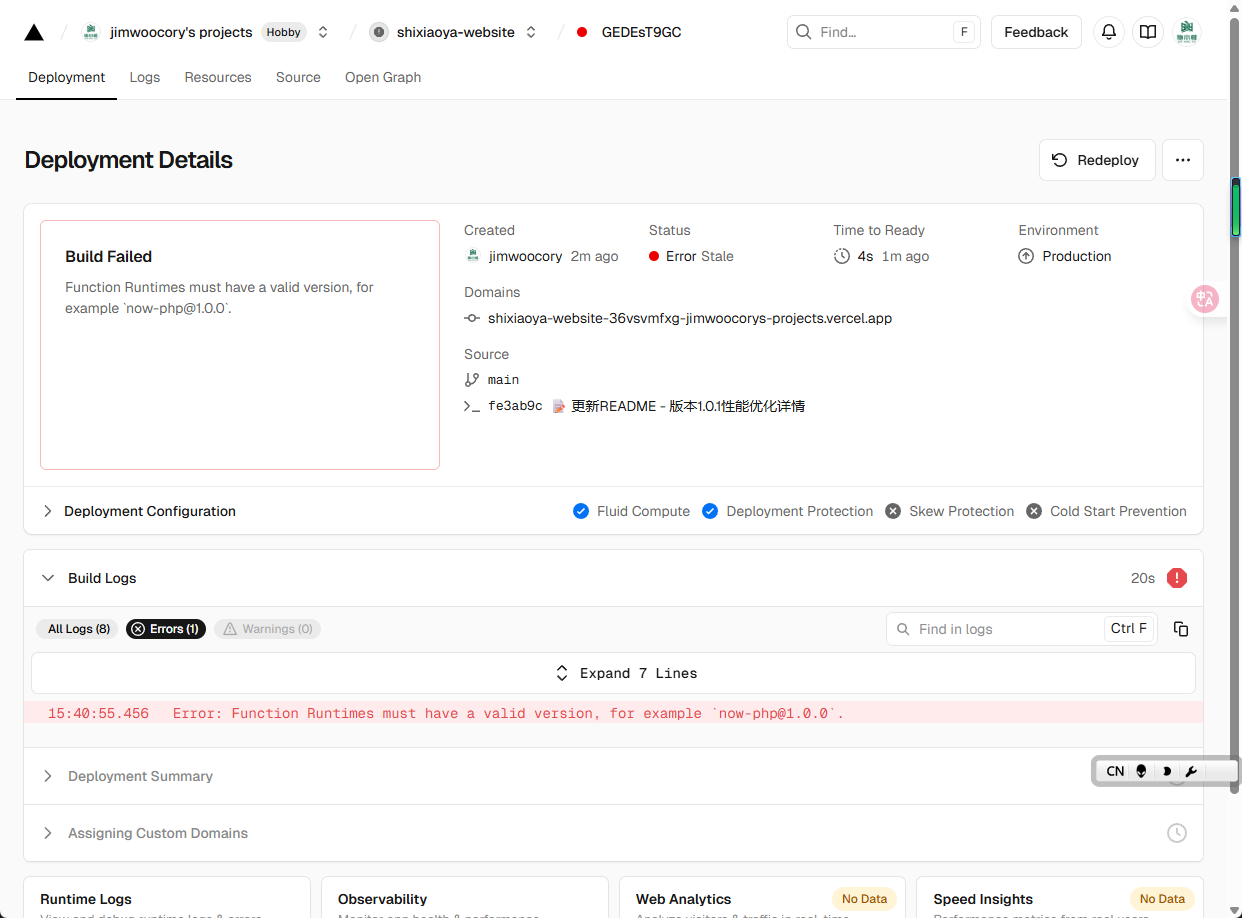 jimwoocory's projects Hobby shixiaoya-website GEDEsT9GC Find... F Feedback
Deployment Logs Resources Source Open Graph
Deployment Details
Redeploy
Build Failed
Function Runtimes must have a valid version, for
example `now-php@1.0.0`.
Created Status Time to Ready Environment
jimwoocory 2m ago Error Stale 4s 1m ago Production
Domains
shixiaoya-website-36vsvmfxg-jimwoocorys-projects.vercel.app
Source
main
fe3ab9c 更新README - 版本1.0.1性能优化详情
Deployment Configuration Fluid Compute Deployment Protection Skew Protection Cold Start Prevention
Build Logs 20s
All Logs (8) Errors (1) Warnings (0) Find in logs Ctrl F
Expand 7 Lines
15:40:55.456 Error: Function Runtimes must have a valid version, for example `now-php@1.0.0`.
Deployment Summary
CN
Assigning Custom Domains
Runtime Logs Observability Web Analytics No Data Speed Insights No Data